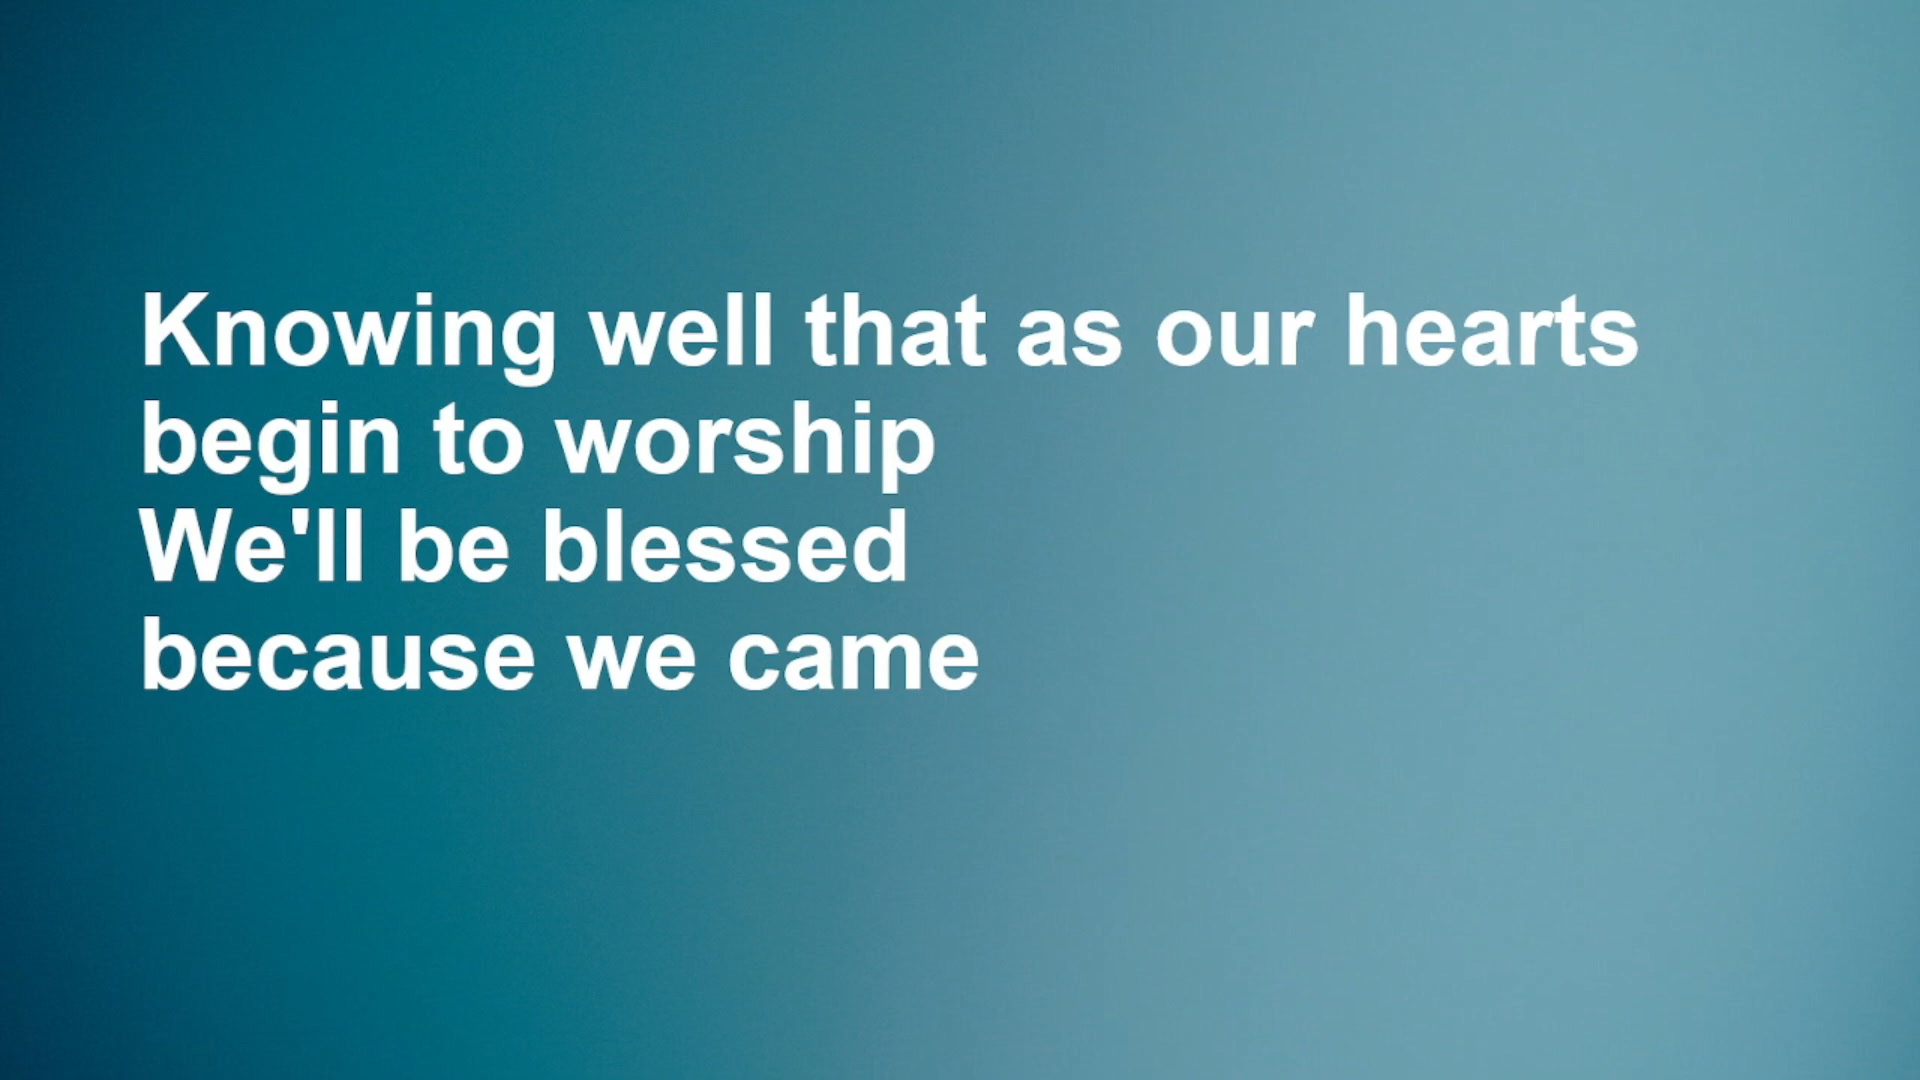 Knowing well that as our hearts
begin to worship
We'll be blessed
because we came